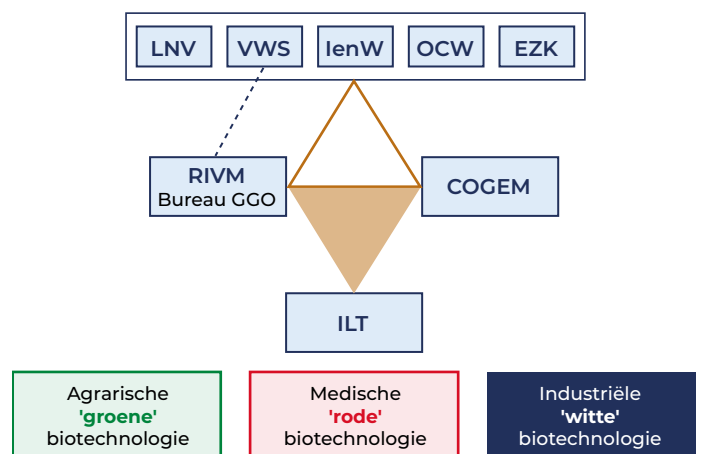 LNV VWS IenW OCW EZK
RIVM
Bureau GGO
COGEM
ILT
Agrarische
'groene'
biotechnologie
Medische
'rode'
biotechnologie
Industriële
'witte'
biotechnologie